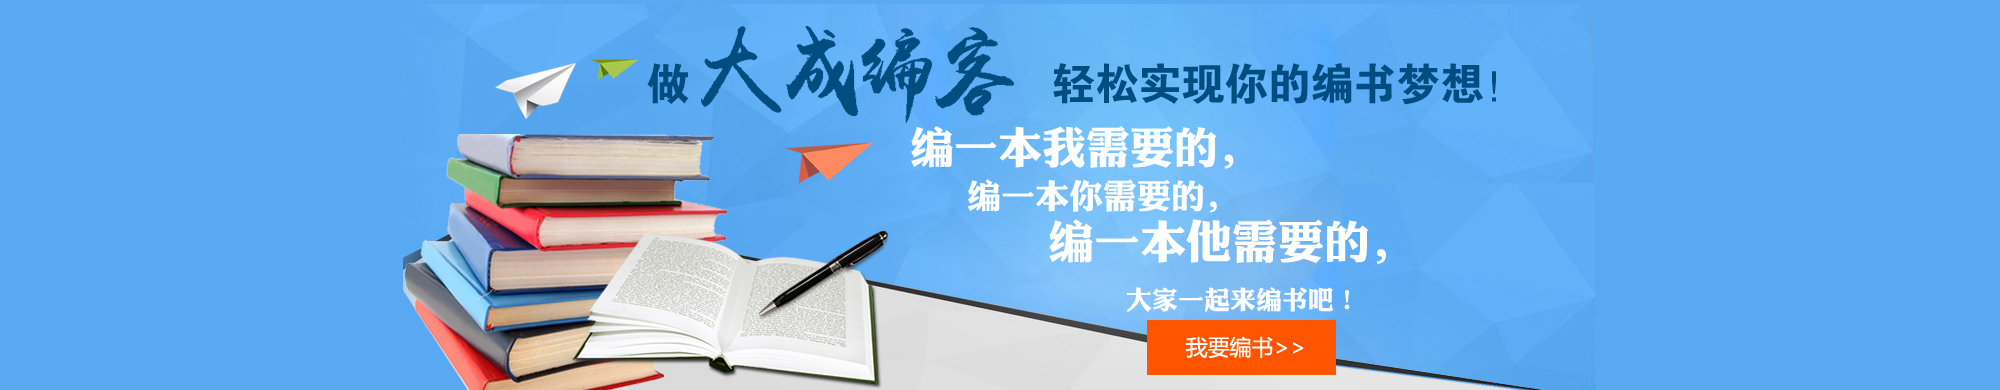 做大成编客 轻松实现你的编书梦想!
编一本我需要的,
编一本你需要的,
编一本他需要的,
大家一起来编书吧！
我要编书>>